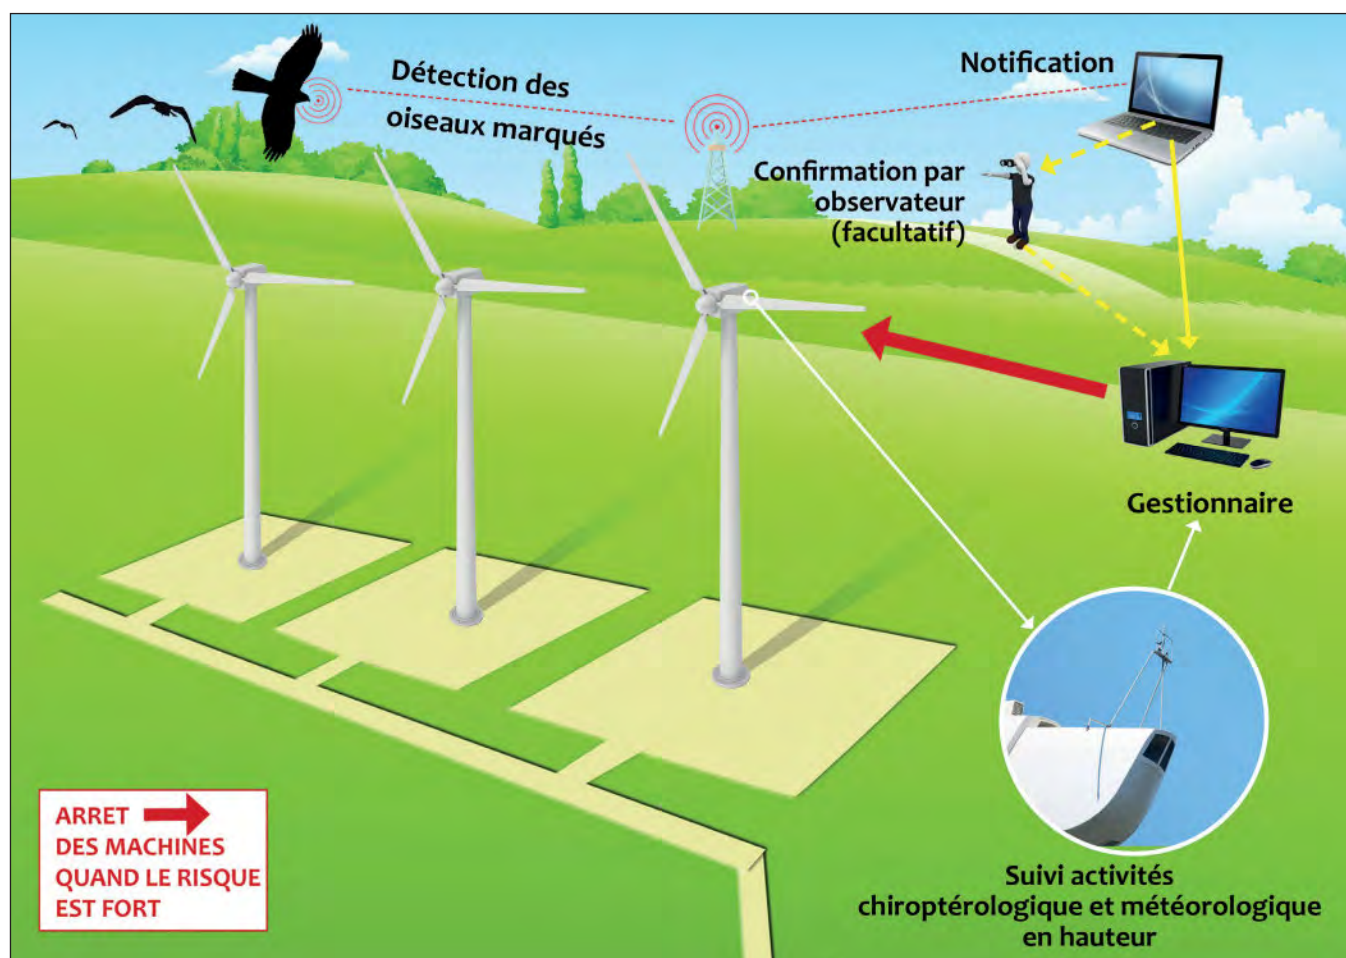 Détection des
oiseaux marqués
Notification
Confirmation par
observateur
(facultatif)
Gestionnaire
ARRET
DES MACHINES
QUAND LE RISQUE
EST FORT
Suivi activités
chiroptérologique et météorologique
en hauteur